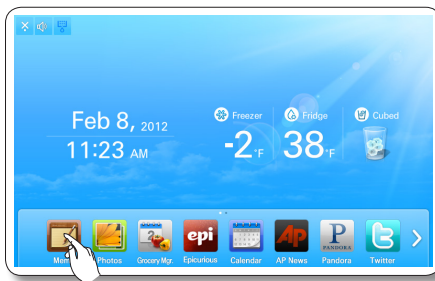 Feb 8, 2012
11:23 AM
Freezer
-2°F
Fridge
38°F
Cubed
2
epi
AP
P
PANDORA
Photos
Grocery Mgr.
Epicurious
Calendar
AP News
Pandora
Twitter